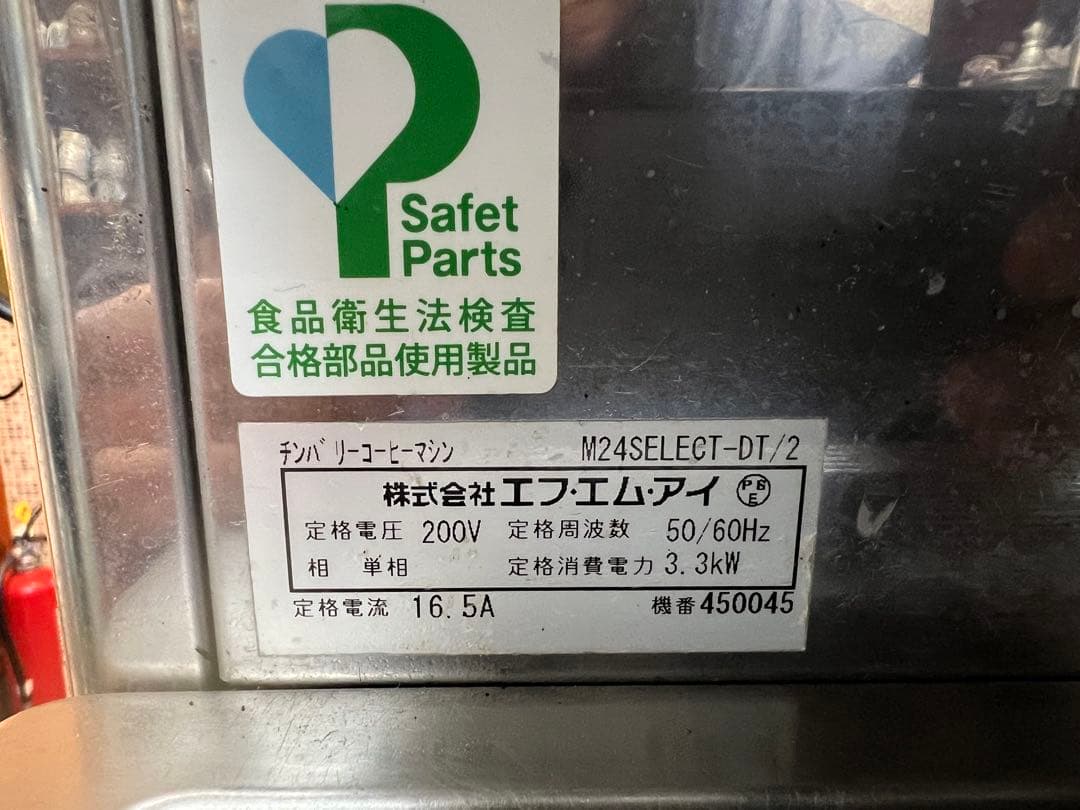 Safet
Parts
食品衛生法検査
合格部品使用製品
チンバリーコーヒーマシン M24SELECT-DT/2
株式会社エフ・エム・アイ PSE
定格電圧 200V 定格周波数 50/60Hz
相 単相 定格消費電力 3.3kW
定格電流 16.5A 機番450045